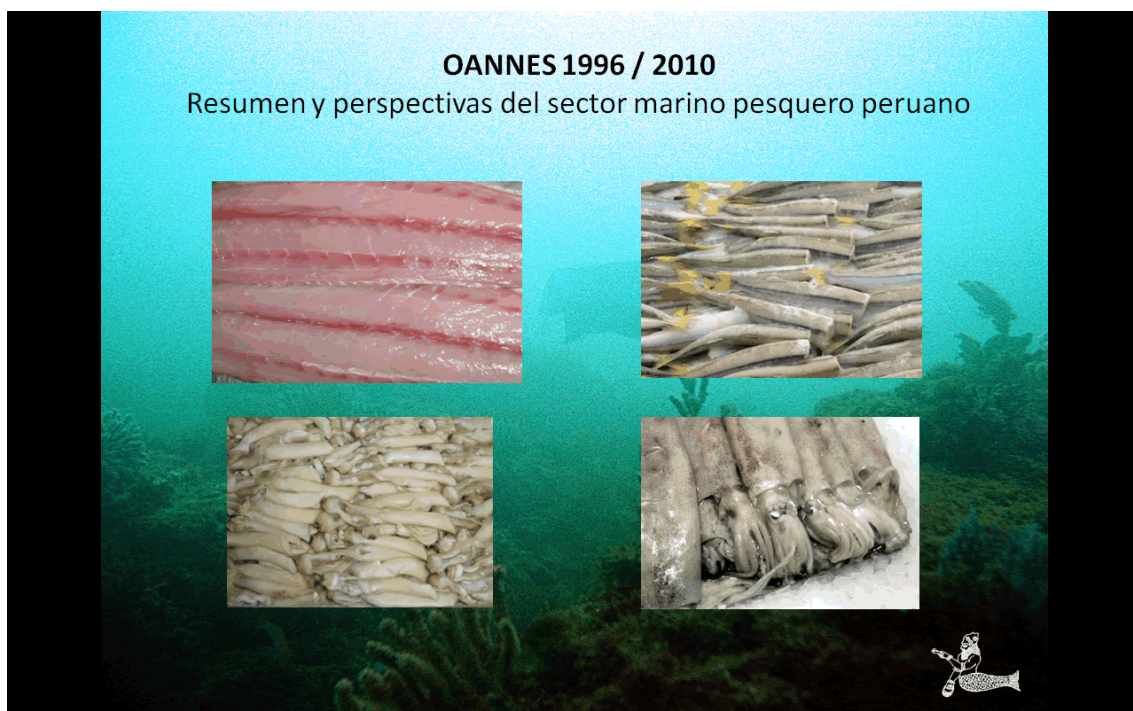 OANNES 1996 / 2010
Resumen y perspectivas del sector marino pesquero peruano